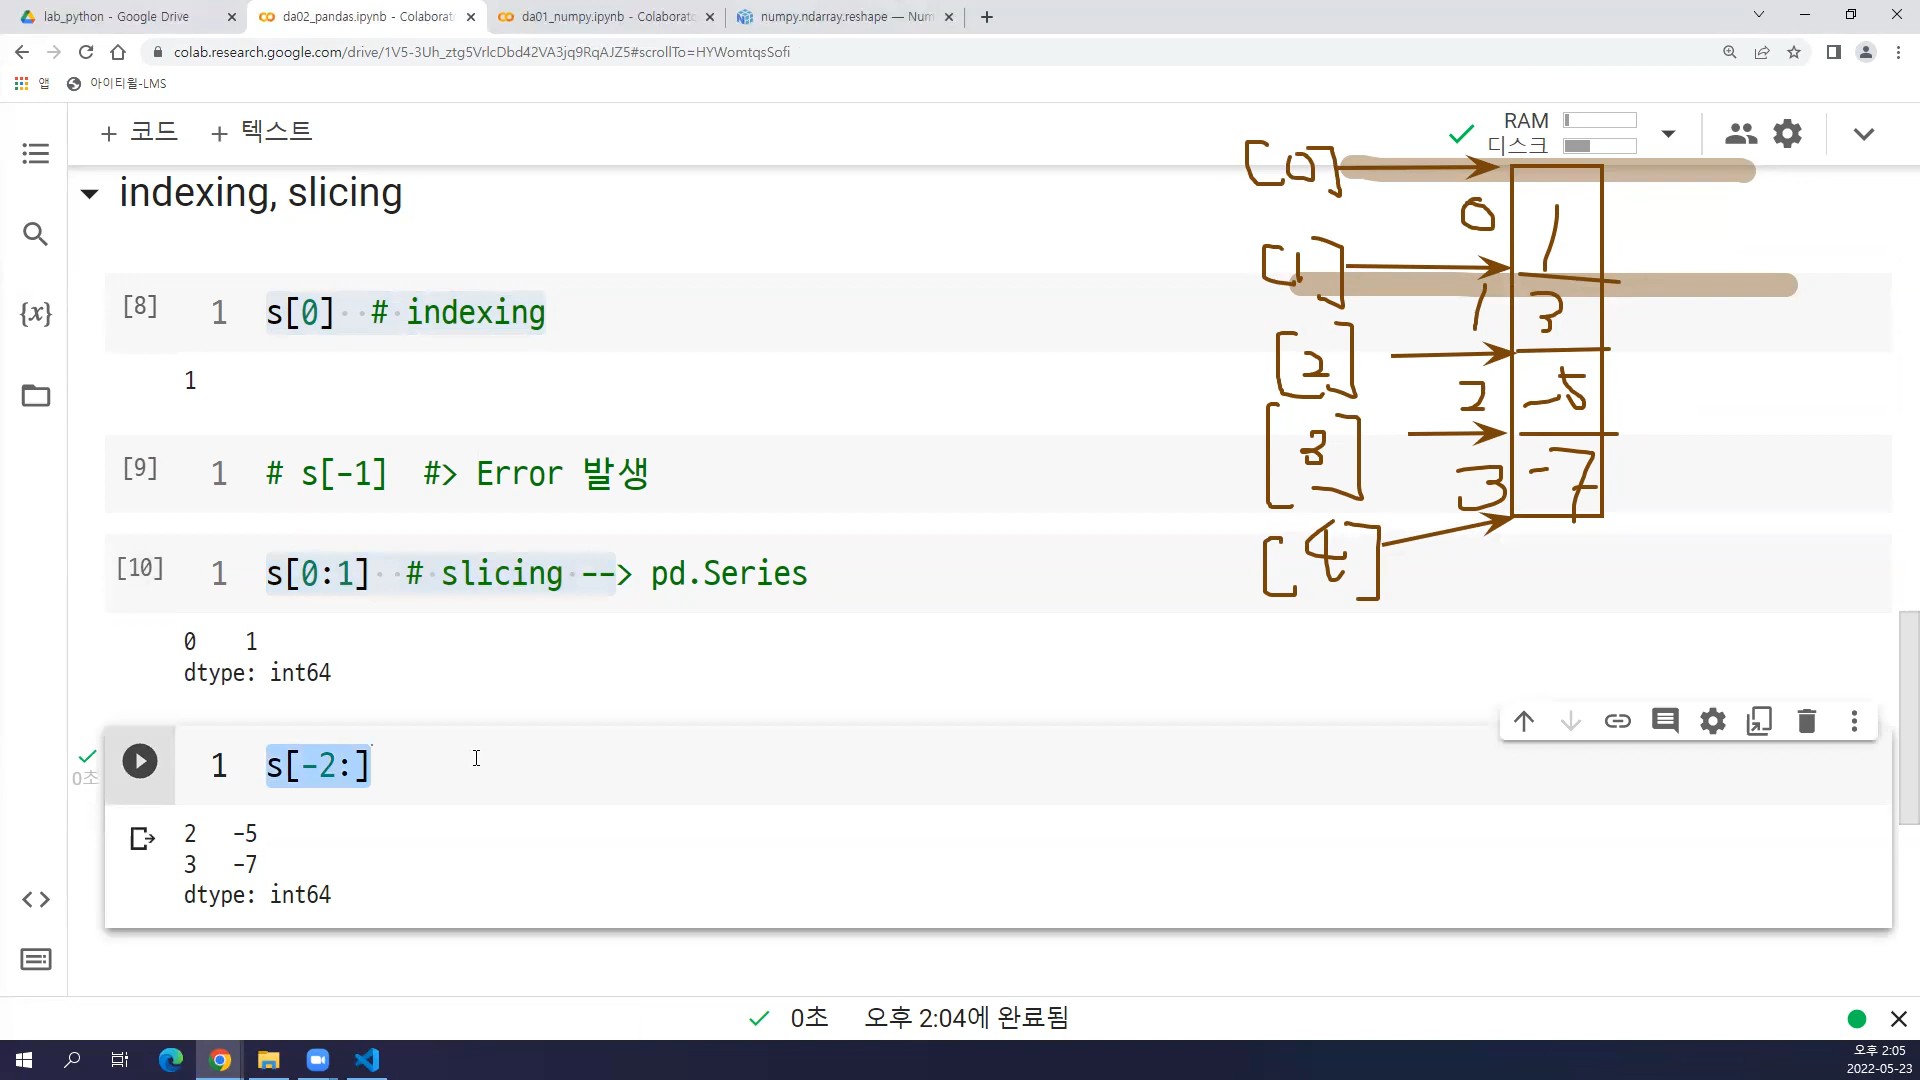 lab_python - Google Drive
da02_pandas.ipynb - Colaborat
da01_numpy.ipynb - Colaborato
numpy.ndarray.reshape — Num
colab.research.google.com/drive/1V5-3Uh_ztg5VrlcDbd42VA3jq9RqAJZ5#scrollTo=HYWomtqsSofi
앱
아이티윌-LMS
+ 코드
+ 텍스트
RAM
디스크
indexing, slicing
[8]
1
s[0] # indexing
1
[9]
1
# s[-1] #> Error 발생
[10]
1
s[0:1] # slicing --> pd.Series
0 1
dtype: int64
0초
1
s[-2:]
2 -5
3 -7
dtype: int64
[0]
0
1
[1]
1
3
[2]
2
-5
[3]
3
-7
[4]
{x}
0초
오후 2:04에 완료됨
오후 2:05
2022-05-23